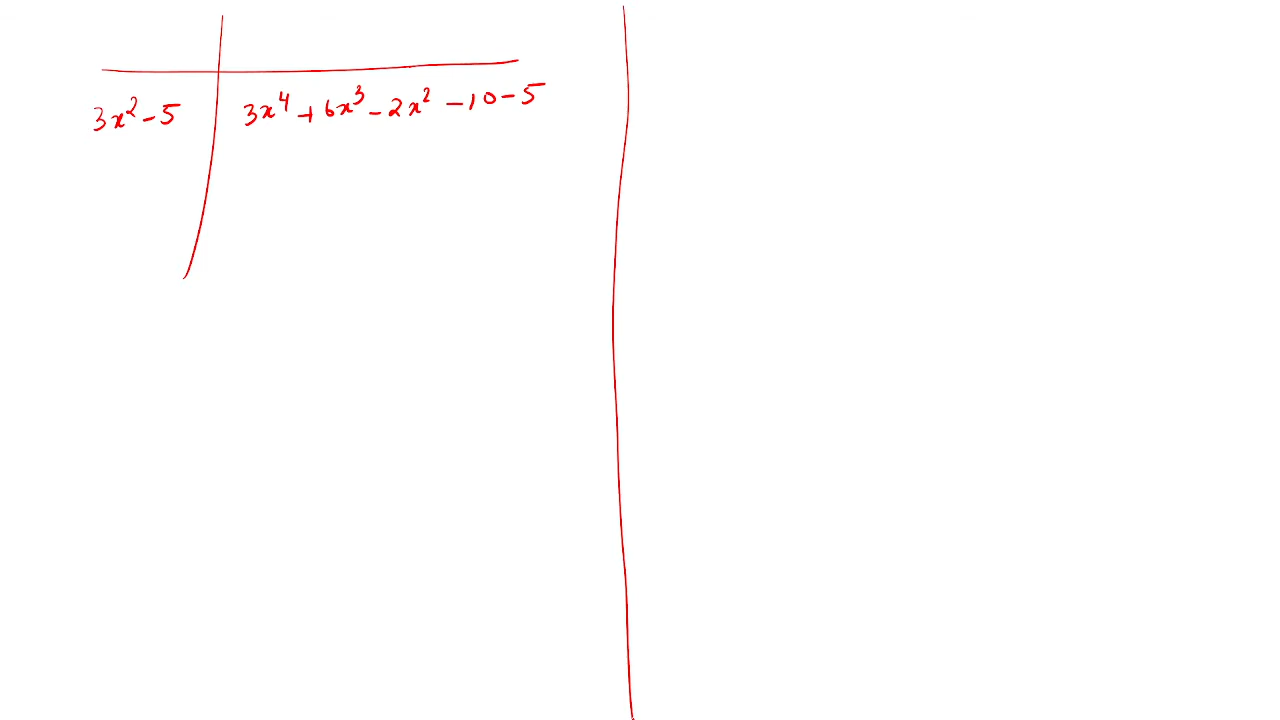 3x² - 5 3x⁴ + 6x³ - 2x² - 10 - 5